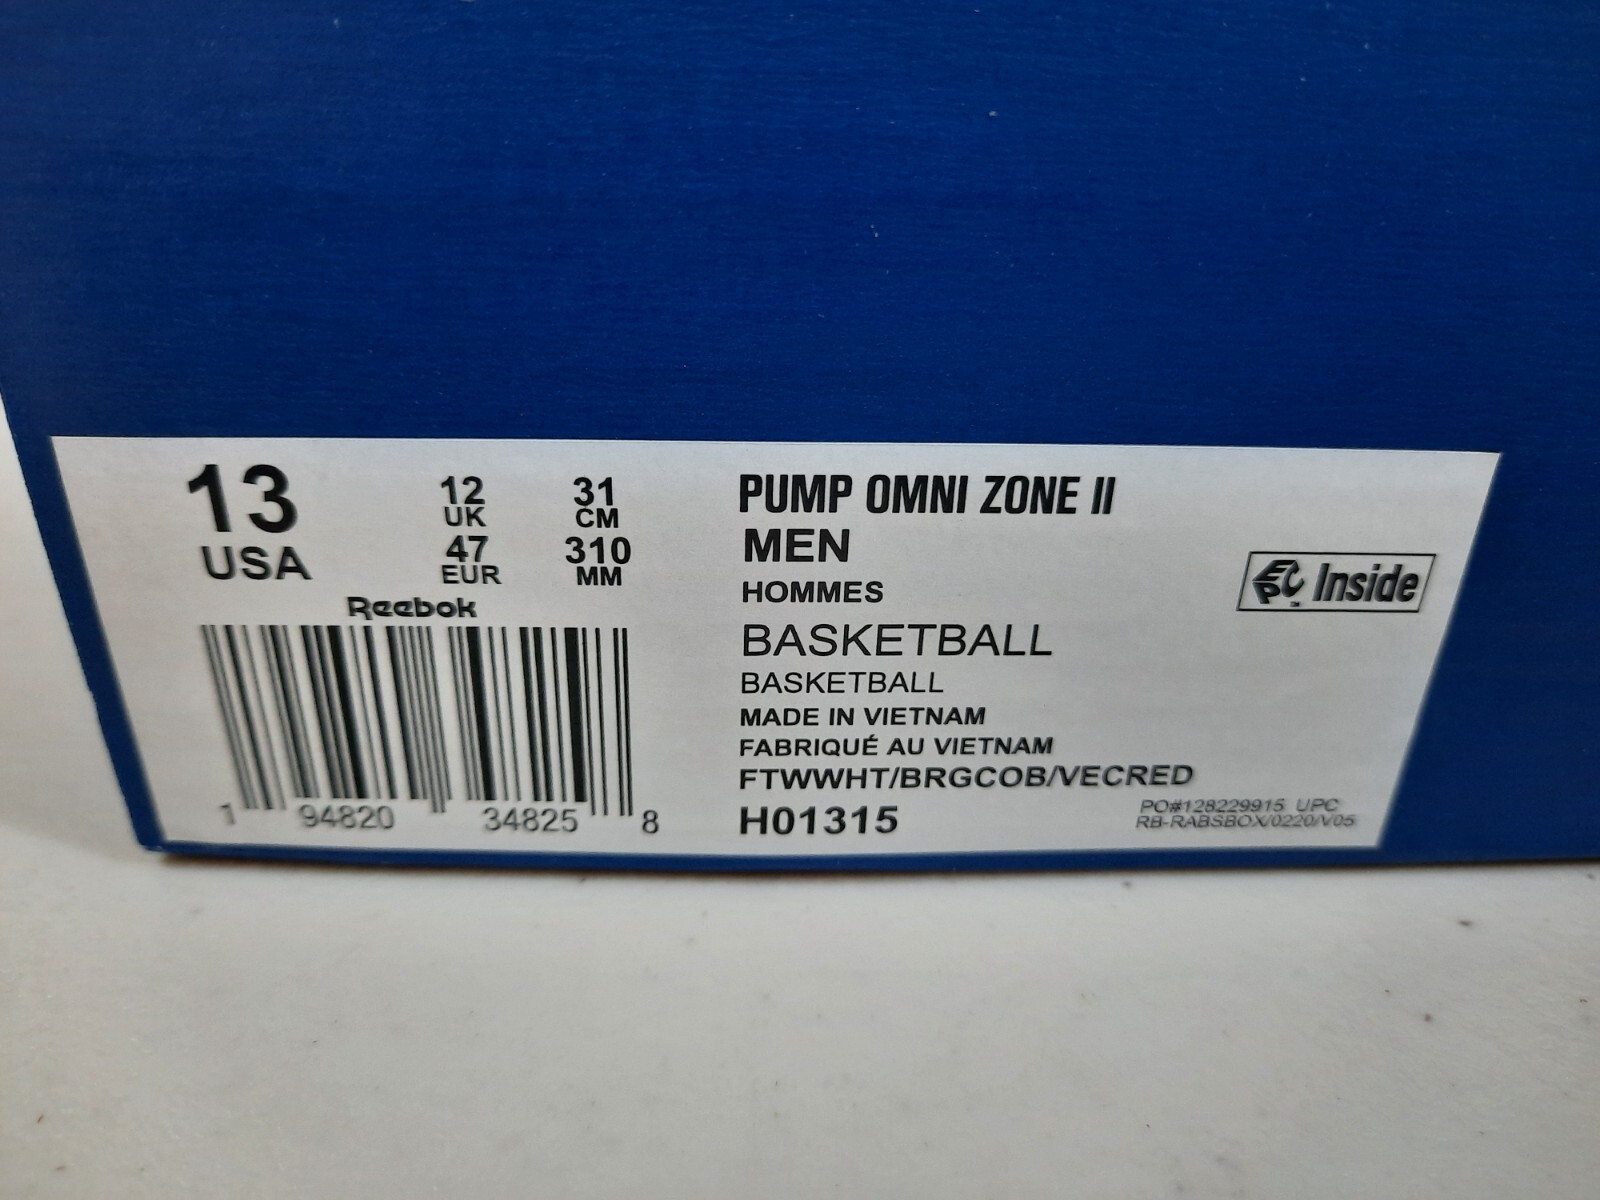 13
USA
12
UK
47
EUR
31
CM
310
MM
Reebok
1 94820 34825 8
PUMP OMNI ZONE II
MEN
HOMMES
BASKETBALL
BASKETBALL
MADE IN VIETNAM
FABRIQUÉ AU VIETNAM
FTWWHT/BRGCOB/VECRED
H01315
EPC Inside
PO#128229915 UPC
RB-RABSBOX/0220/V05